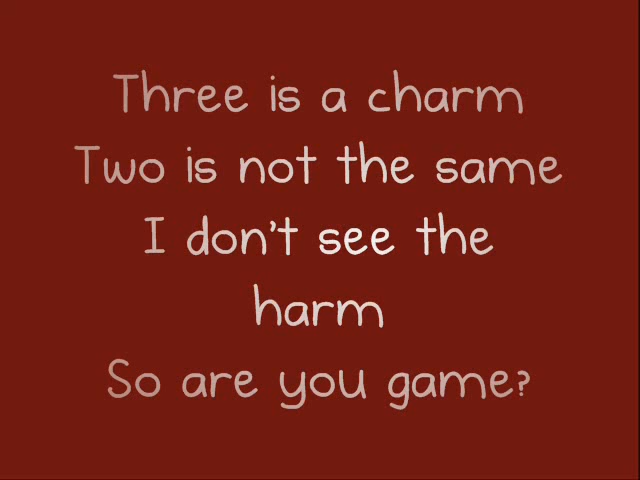 Three is a charm
Two is not the same
I don't see the
harm
So are you game?